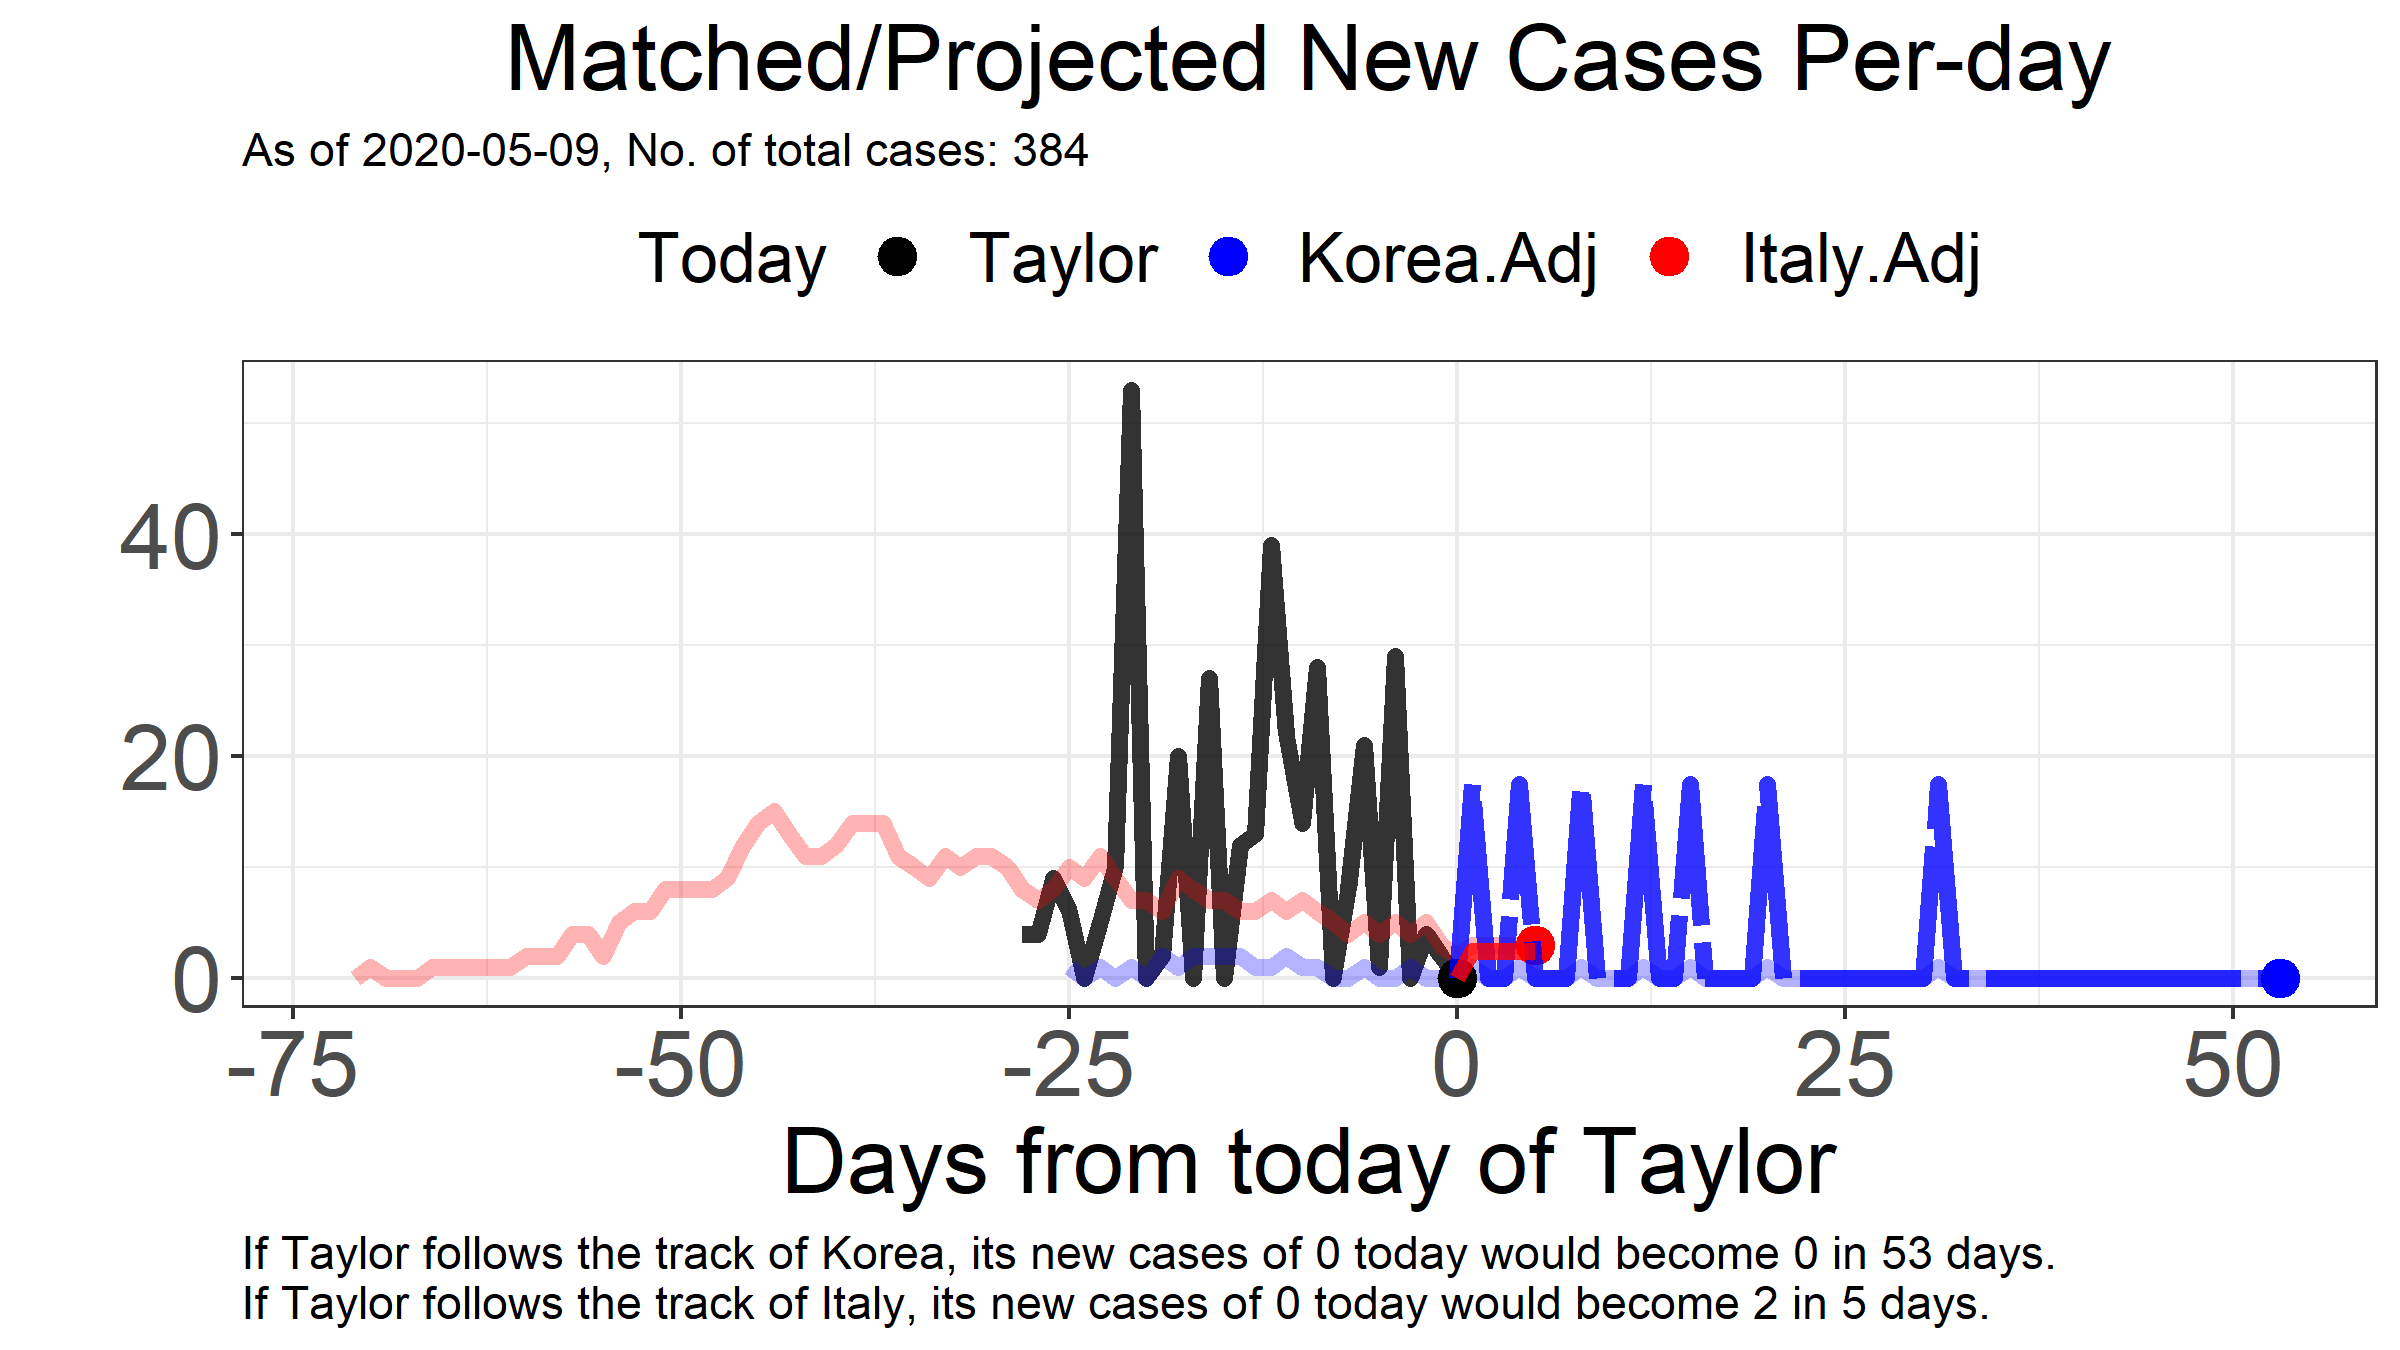 Matched/Projected New Cases Per-day
As of 2020-05-09, No. of total cases: 384
Today Taylor Korea.Adj Italy.Adj
40
20
0
-75 -50 -25 0 25 50
Days from today of Taylor
If Taylor follows the track of Korea, its new cases of 0 today would become 0 in 53 days.
If Taylor follows the track of Italy, its new cases of 0 today would become 2 in 5 days.